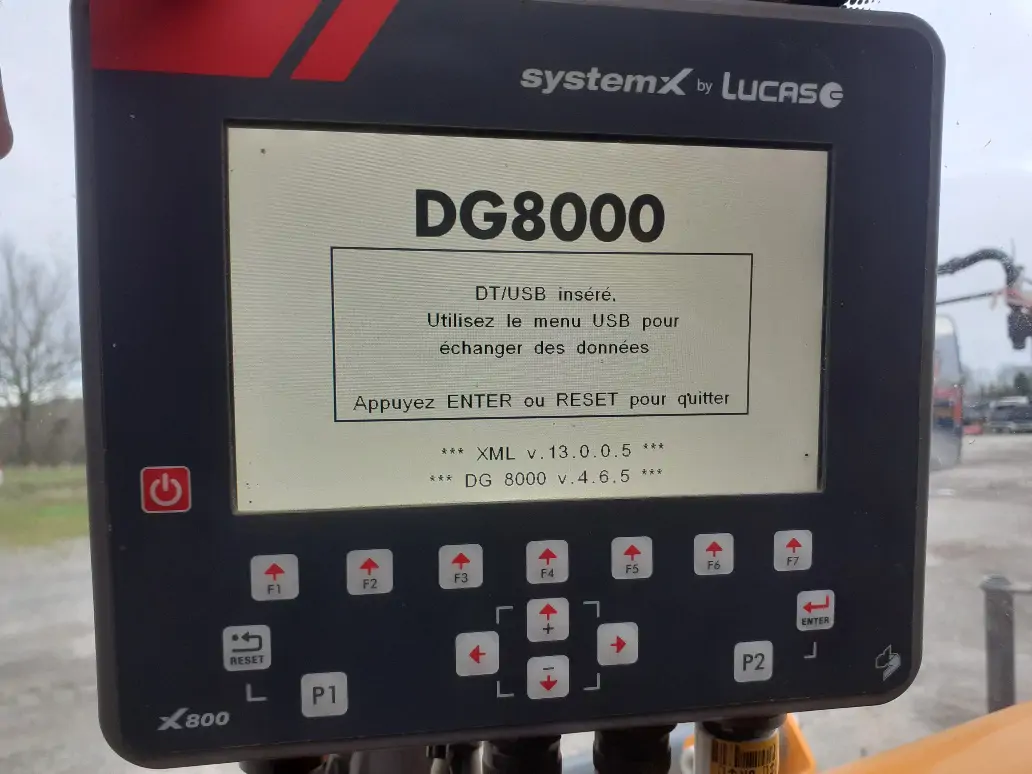 systemX by LUCAS G
DG8000
DT/USB inséré.
Utilisez le menu USB pour
échanger des données
Appuyez ENTER ou RESET pour quitter
*** XML v.13.0.0.5 ***
*** DG 8000 v.4.6.5 ***
F1 F2 F3 F4 F5 F6 F7
+
ENTER
RESET
-
P1 P2
X800